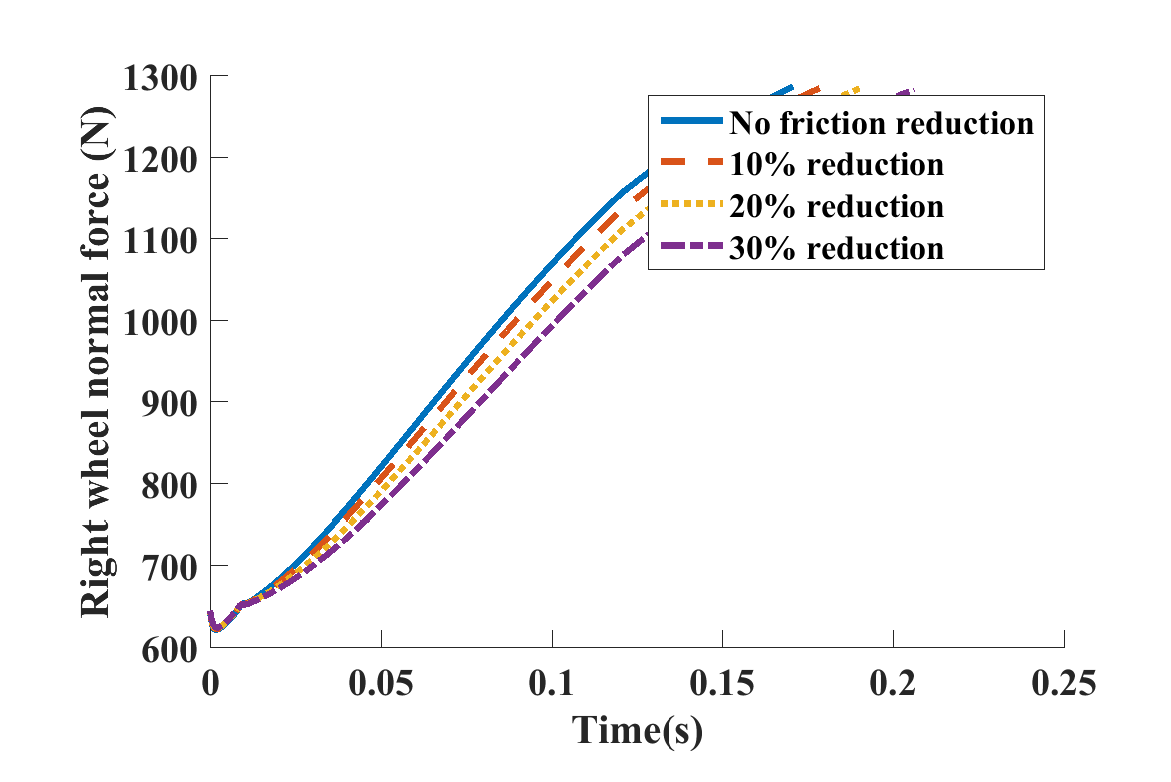 Right wheel normal force (N)
1300
1200
1100
1000
900
800
700
600
No friction reduction
10% reduction
20% reduction
30% reduction
0 0.05 0.1 0.15 0.2 0.25
Time(s)